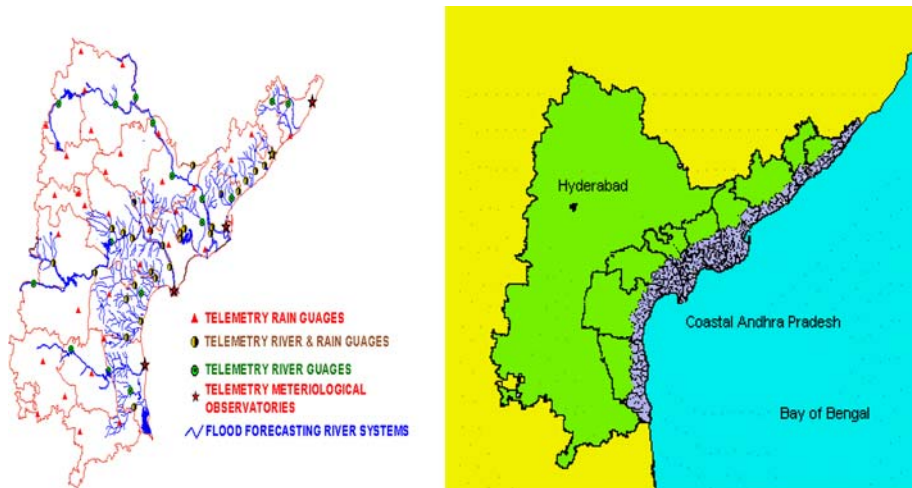 TELEMETRY RAIN GUAGES
TELEMETRY RIVER & RAIN GUAGES
TELEMETRY RIVER GUAGES
TELEMETRY METERIOLOGICAL
OBSERVATORIES
FLOOD FORECASTING RIVER SYSTEMS
Hyderabad
Coastal Andhra Pradesh
Bay of Bengal